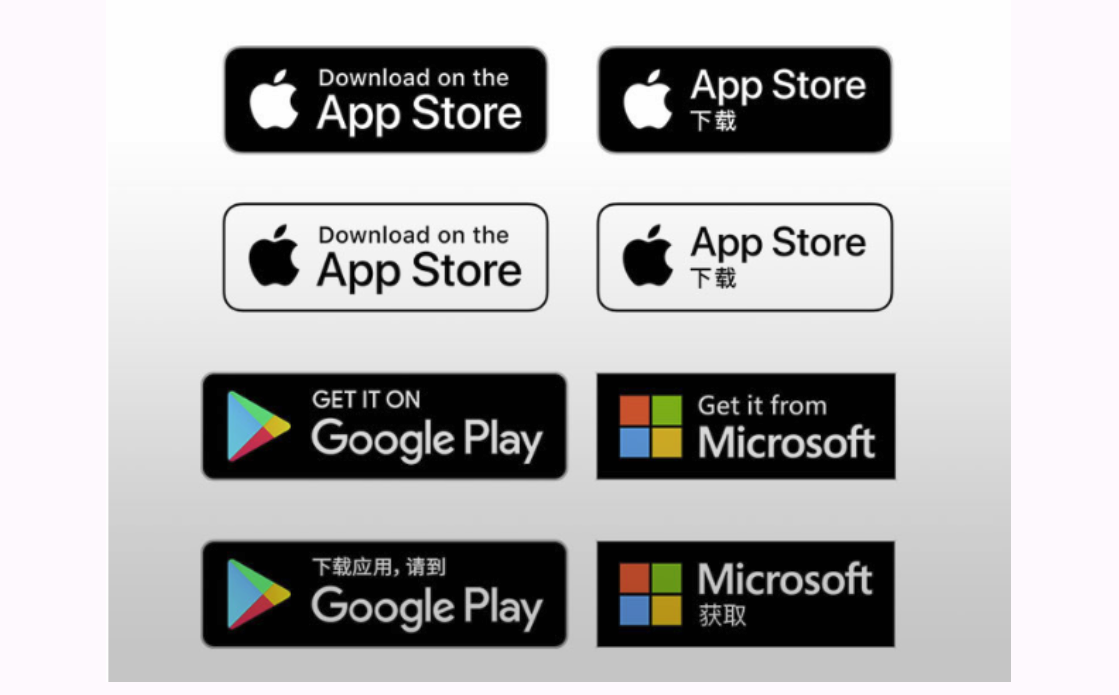 Download on the
App Store
App Store
下载
Download on the
App Store
App Store
下载
GET IT ON
Google Play
Get it from
Microsoft
下载应用，请到
Google Play
Microsoft
获取